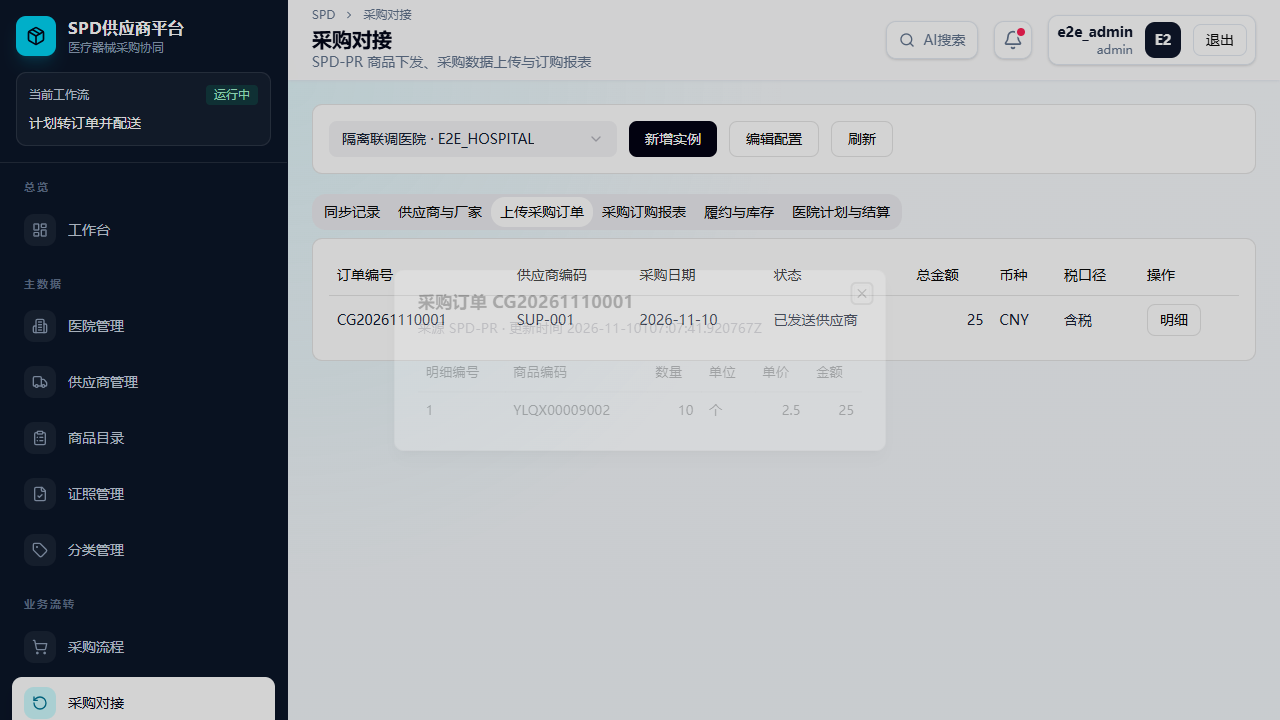 SPD供应商平台
医疗器械采购协同
当前工作流
运行中
计划转订单并配送
总览
工作台
主数据
医院管理
供应商管理
商品目录
证照管理
分类管理
业务流转
采购流程
采购对接
SPD > 采购对接
采购对接
SPD-PR 商品下发、采购数据上传与订购报表
AI搜索
e2e_admin
admin
E2
退出
隔离联调医院 · E2E_HOSPITAL
新增实例
编辑配置
刷新
同步记录 供应商与厂家 上传采购订单 采购订购报表 履约与库存 医院计划与结算
订单编号 供应商编码 采购日期 状态 总金额 币种 税口径 操作
CG20261110001 SUP-001 2026-11-10 已发送供应商 25 CNY 含税 明细
采购订单 CG20261110001
来源 SPD-PR · 更新时间 2026-11-10T07:07:41.920767Z
明细编号 商品编码 数量 单位 单价 金额
1 YLQX00009002 10 个 2.5 25